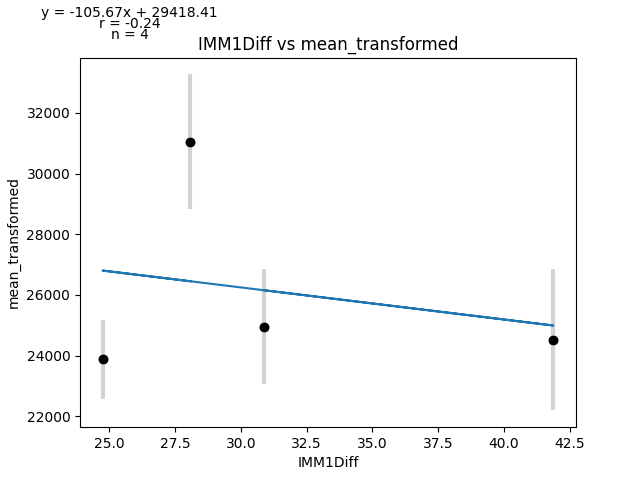 y = -105.67x + 29418.41
r = -0.24
n = 4
IMM1Diff vs mean_transformed
mean_transformed
32000
30000
28000
26000
24000
22000
25.0 27.5 30.0 32.5 35.0 37.5 40.0 42.5
IMM1Diff